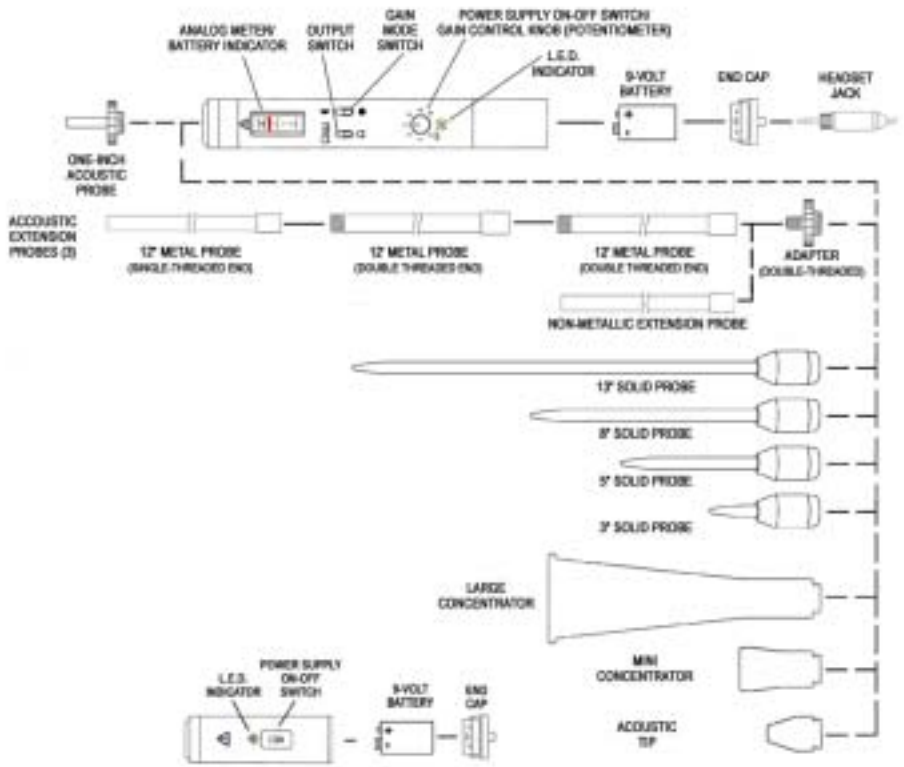 ANALOG METER/
BATTERY INDICATOR
OUTPUT
SWITCH
GAIN
MODE
SWITCH
POWER SUPPLY ON-OFF SWITCH/
GAIN CONTROL KNOB (POTENTIOMETER)
L.E.D.
INDICATOR
9-VOLT
BATTERY
END CAP
HEADSET
JACK
ONE-INCH
ACOUSTIC
PROBE
ACCOUSTIC
EXTENSION
PROBES (3)
12" METAL PROBE
(SINGLE-THREADED END)
12" METAL PROBE
(DOUBLE THREADED END)
12" METAL PROBE
(DOUBLE THREADED END)
ADAPTER
(DOUBLE-THREADED)
NON-METALLIC EXTENSION PROBE
13" SOLID PROBE
8" SOLID PROBE
5" SOLID PROBE
3" SOLID PROBE
LARGE
CONCENTRATOR
MINI
CONCENTRATOR
ACOUSTIC
TIP
L.E.D.
INDICATOR
POWER SUPPLY
ON-OFF
SWITCH
9-VOLT
BATTERY
END
CAP